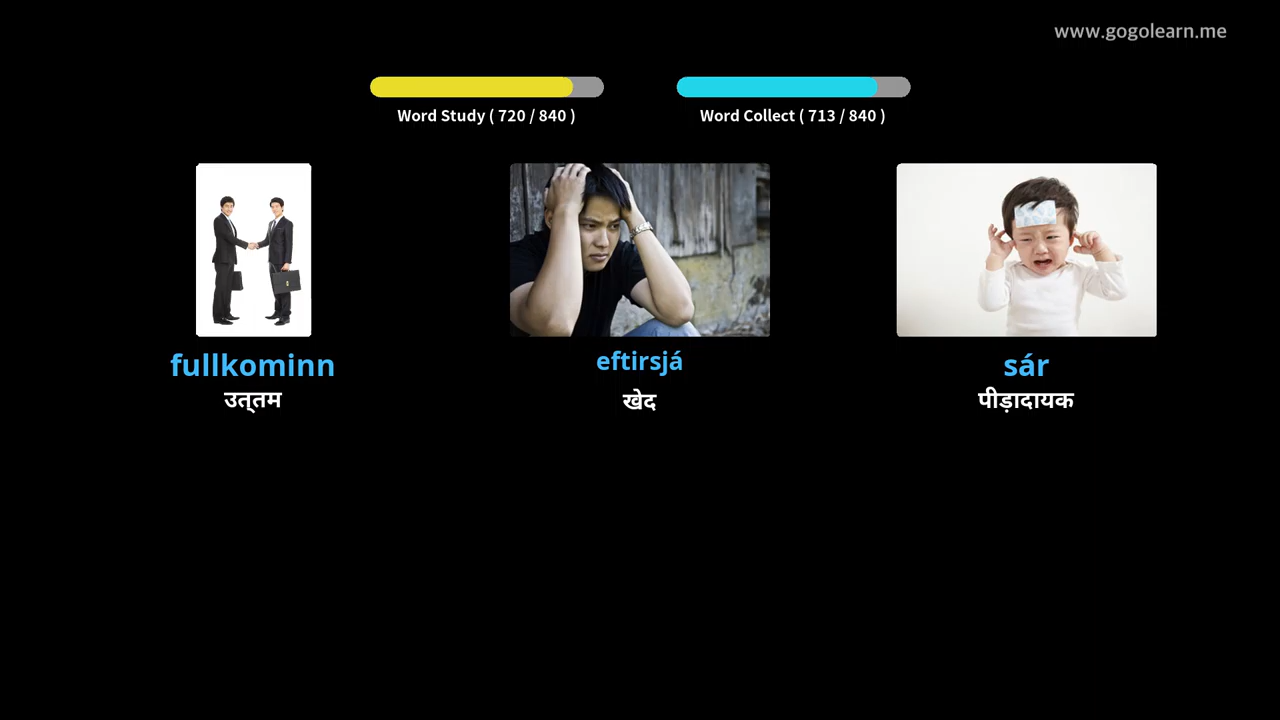 www.gogolearn.me
Word Study ( 720 / 840 )
Word Collect ( 713 / 840 )
fullkominn
eftirsjá
sár
उत्तम
खेद
पीड़ादायक